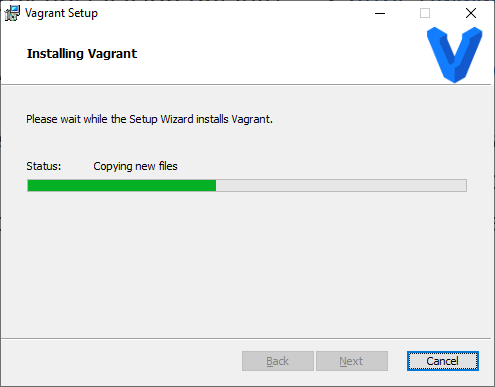 Vagrant Setup
Installing Vagrant
Please wait while the Setup Wizard installs Vagrant.
Status: Copying new files
Back Next Cancel